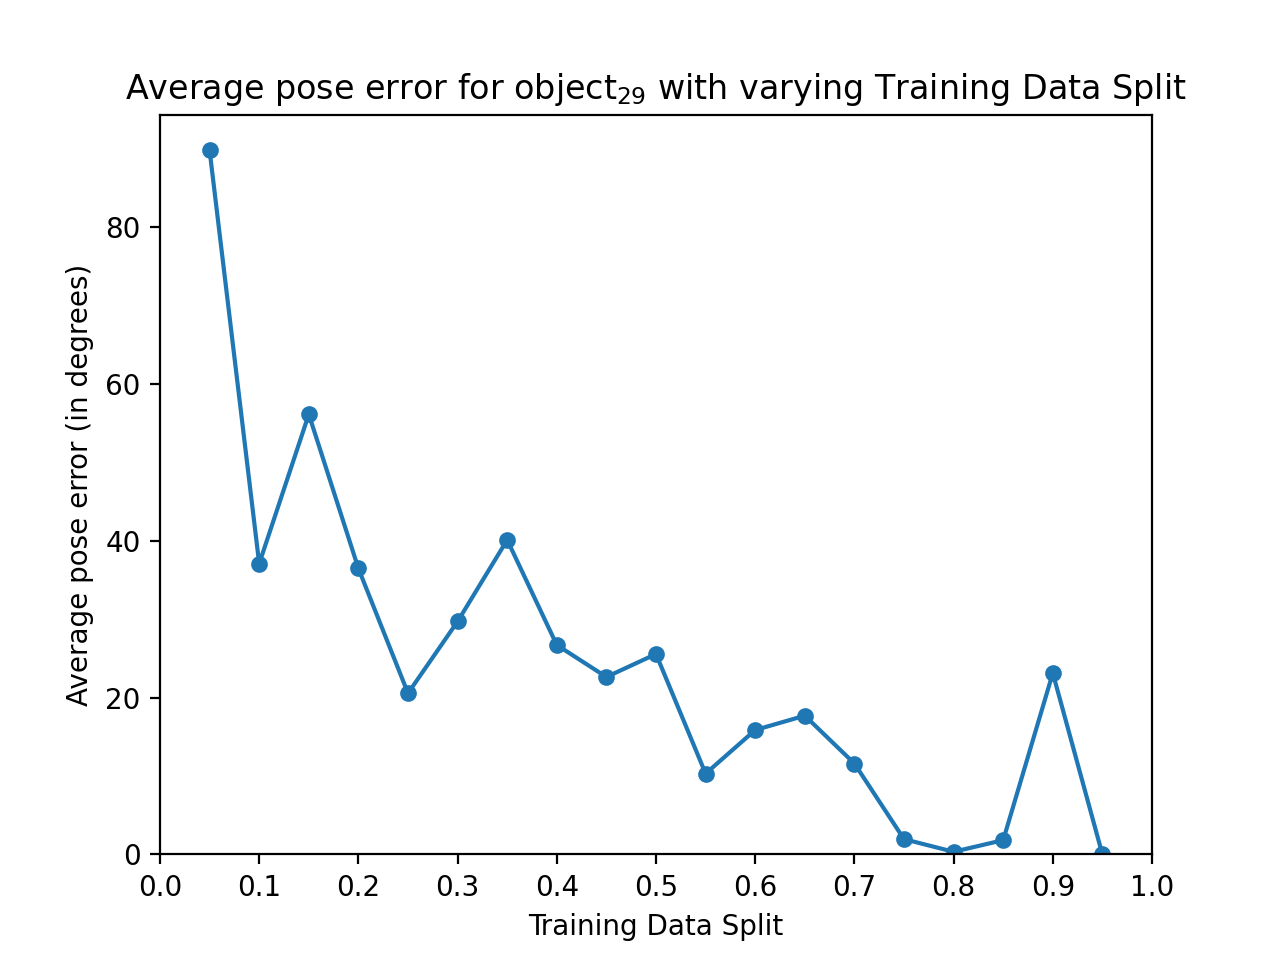 Average pose error for object₂₉ with varying Training Data Split
Average pose error (in degrees)
80
60
40
20
0
0.0 0.1 0.2 0.3 0.4 0.5 0.6 0.7 0.8 0.9 1.0
Training Data Split